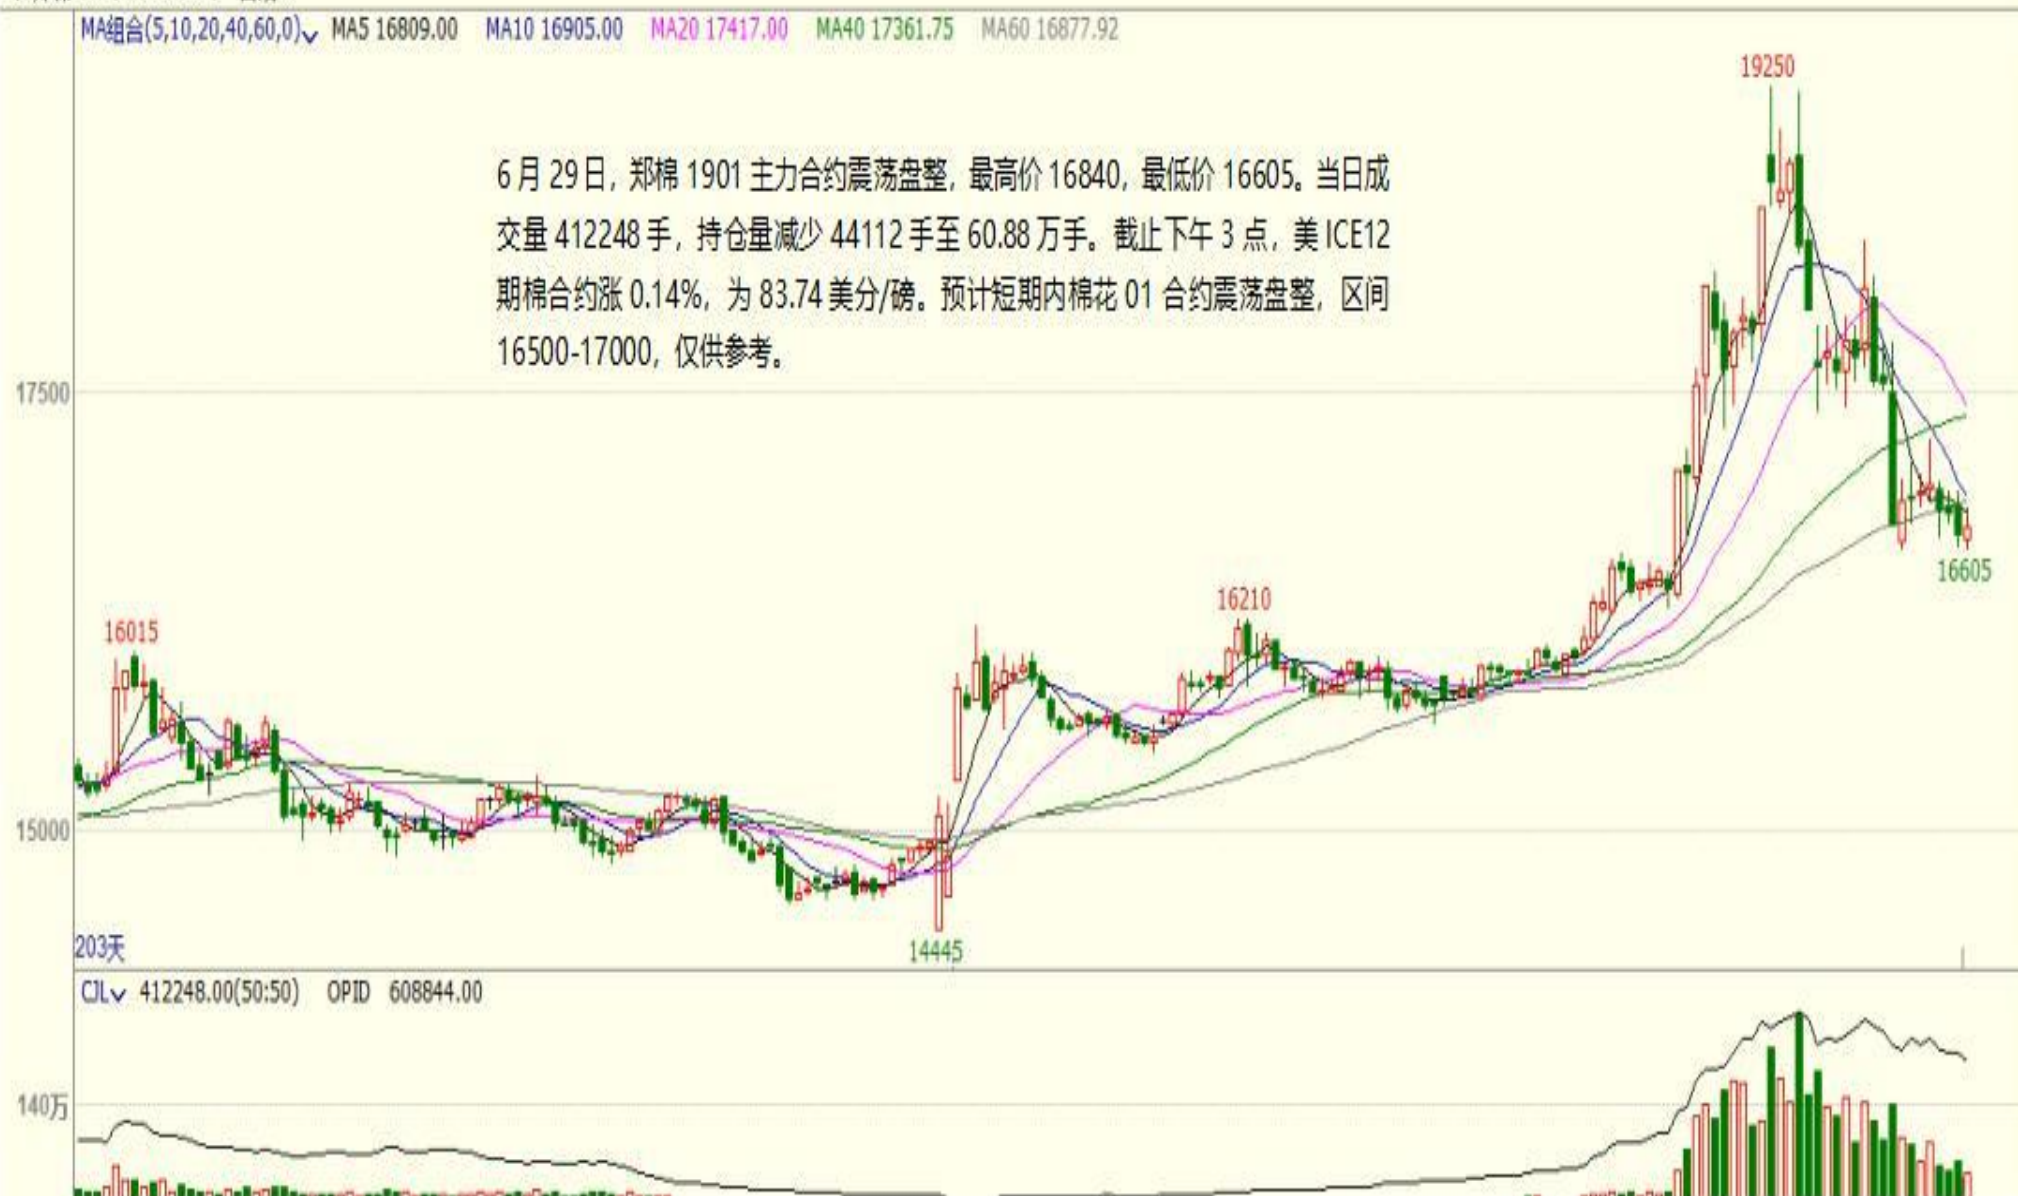 MA组合(5,10,20,40,60,0) MA5 16809.00 MA10 16905.00 MA20 17417.00 MA40 17361.75 MA60 16877.92
19250
6月29日，郑棉1901主力合约震荡盘整，最高价16840，最低价16605。当日成
交量412248手，持仓量减少44112手至60.88万手。截止下午3点，美ICE12
期棉合约涨0.14%，为83.74美分/磅。预计短期内棉花01合约震荡盘整，区间
16500-17000，仅供参考。
17500
16605
16210
16015
15000
203天
14445
CJL 412248.00(50:50) OPID 608844.00
140万